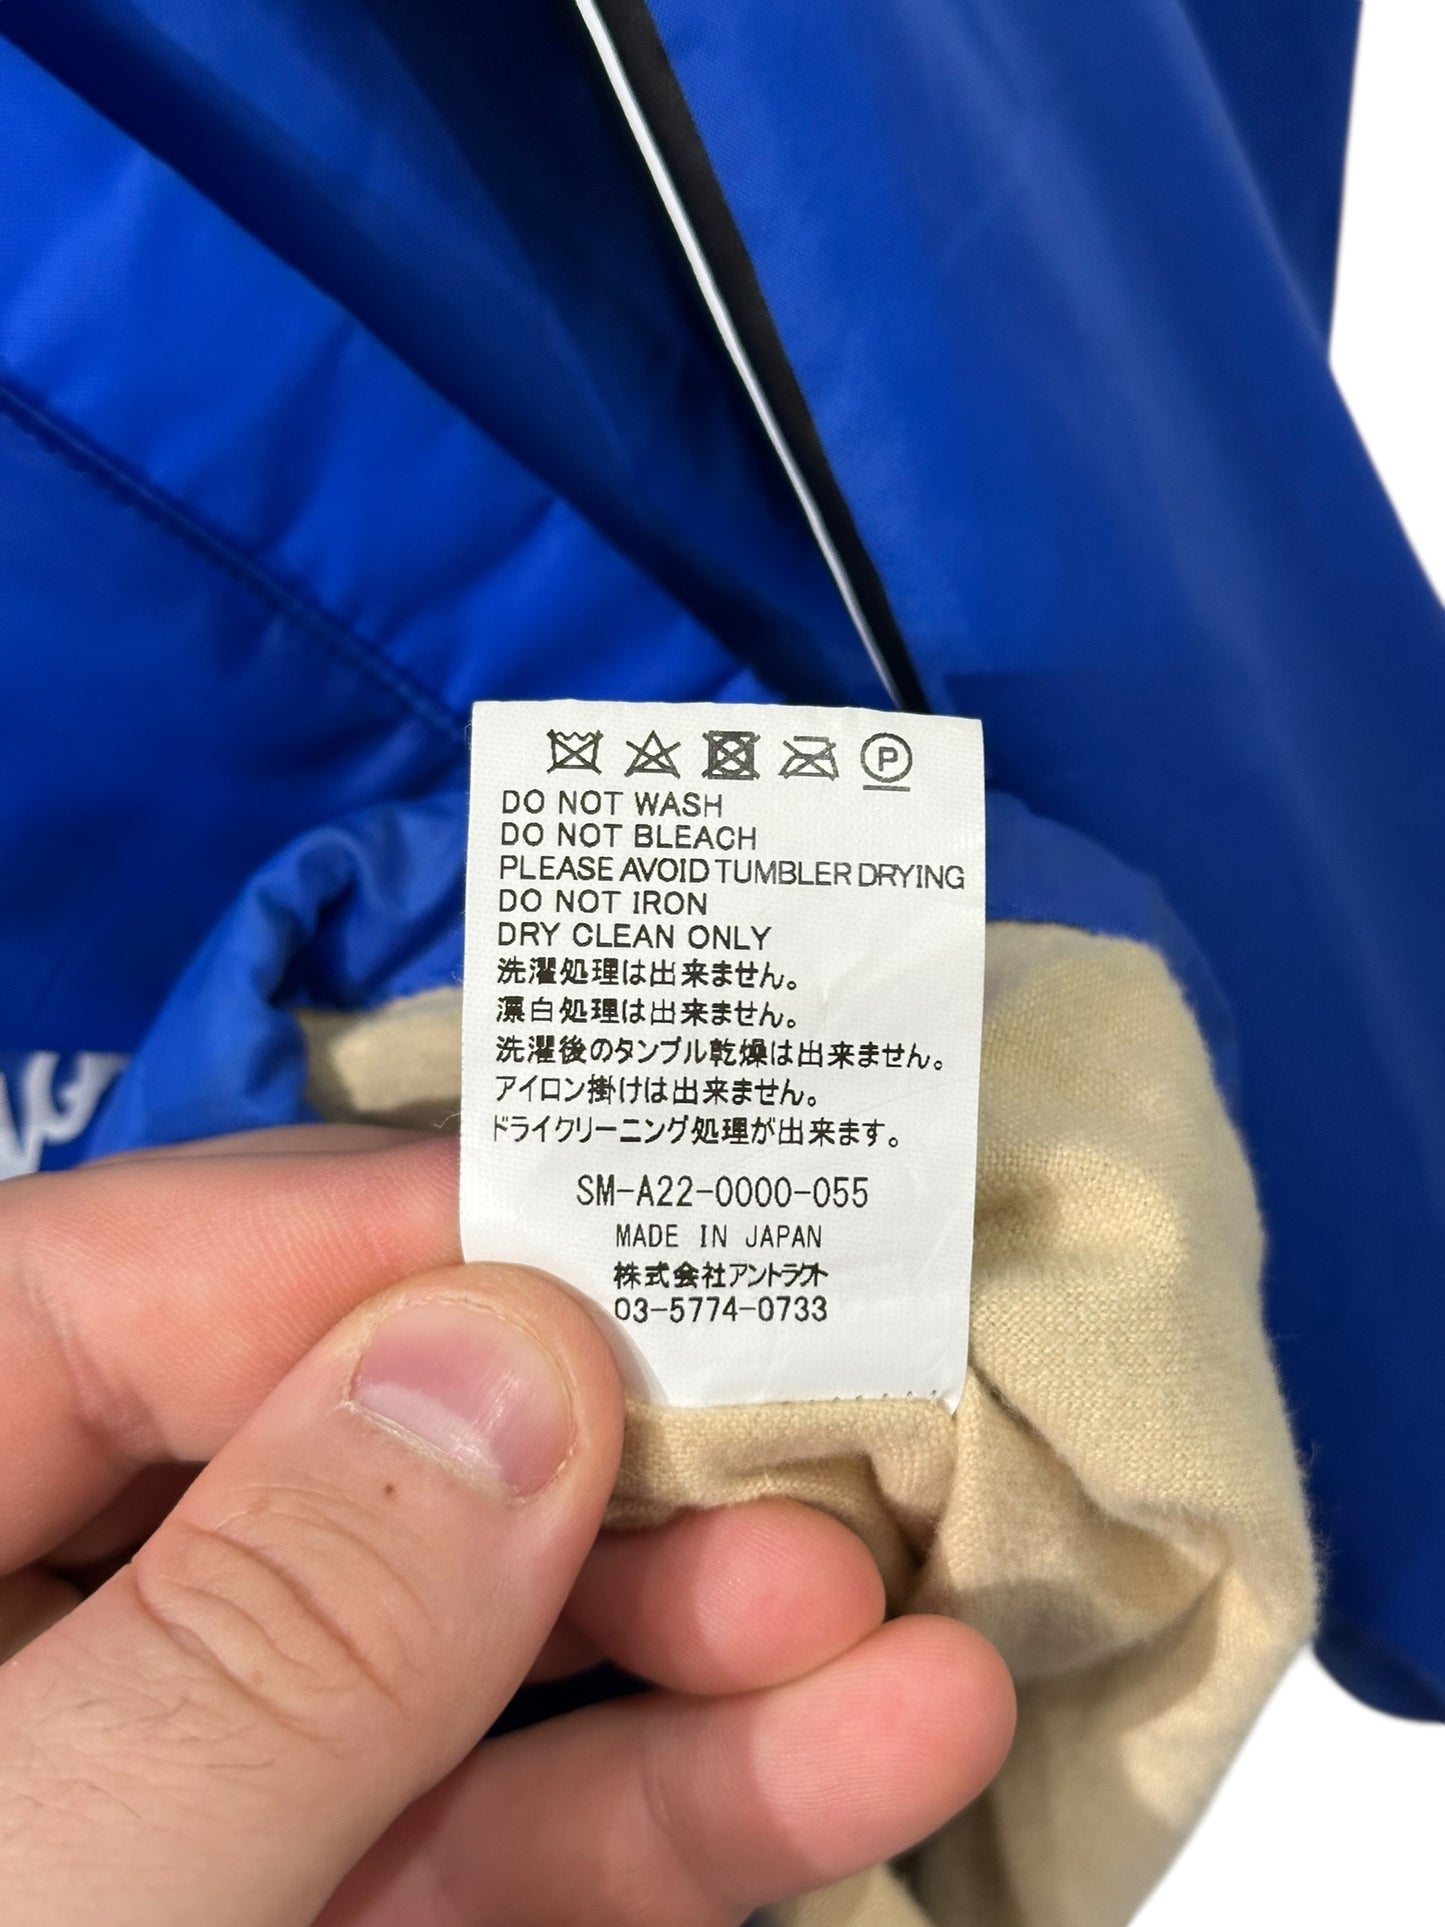 P
DO NOT WASH
DO NOT BLEACH
PLEASE AVOID TUMBLER DRYING
DO NOT IRON
DRY CLEAN ONLY
洗濯処理は出来ません。
漂白処理は出来ません。
洗濯後のタンブル乾燥は出来ません。
アイロン掛けは出来ません。
ドライクリーニング処理が出来ます。
SM-A22-0000-055
MADE IN JAPAN
株式会社アントラクト
03-5774-0733